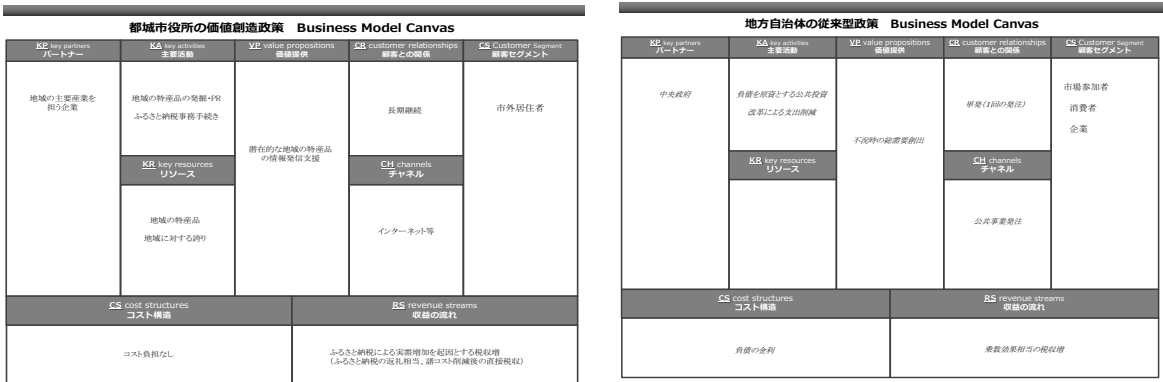 都城市役所の価値創造政策 Business Model Canvas
KP key partners
パートナー
KA key activities
主要活動
VP value propositions
価値提供
CR customer relationships
顧客との関係
CS Customer Segment
顧客セグメント
地域の主要産業を
担う企業
地域の特産品の発掘・PR
ふるさと納税事務手続き
潜在的な地域の特産品
の情報発信支援
長期継続
市外居住者
KR key resources
リソース
CH channels
チャネル
地域の特産品
地域に対する誇り
インターネット等
CS cost structures
コスト構造
RS revenue streams
収益の流れ
コスト負担なし
ふるさと納税による実需増加を起因とする税収増
(ふるさと納税の返礼相当、諸コスト削減後の直接税収)
地方自治体の従来型政策 Business Model Canvas
KP key partners
パートナー
KA key activities
主要活動
VP value propositions
価値提供
CR customer relationships
顧客との関係
CS Customer Segment
顧客セグメント
中央政府
負債を原資とする公共投資
改革による支出削減
不況時の総需要創出
単発(1回の発注)
市場参加者
消費者
企業
KR key resources
リソース
CH channels
チャネル
公共事業発注
CS cost structures
コスト構造
RS revenue streams
収益の流れ
負債の金利
乗数効果相当の税収増